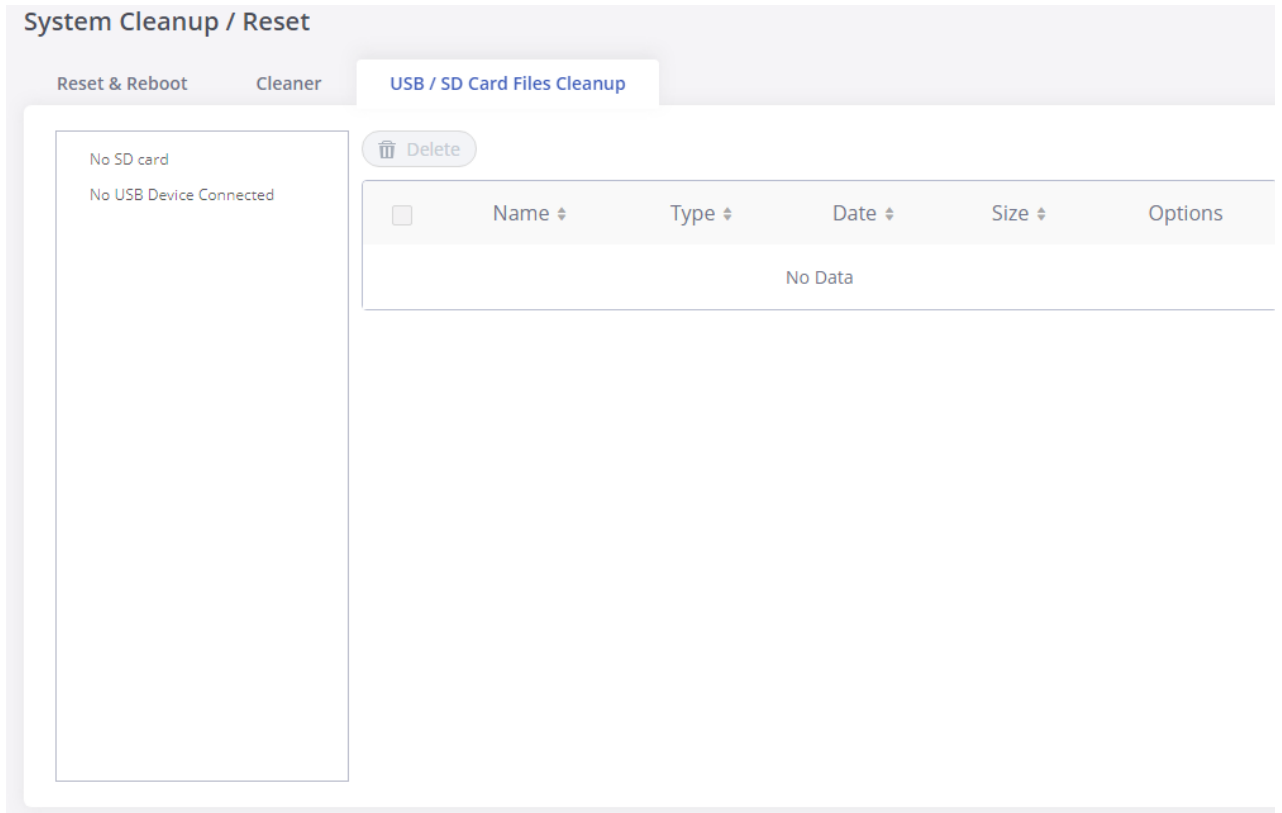 System Cleanup / Reset
Reset & Reboot Cleaner USB / SD Card Files Cleanup
No SD card
No USB Device Connected
Delete
Name Type Date Size Options
No Data